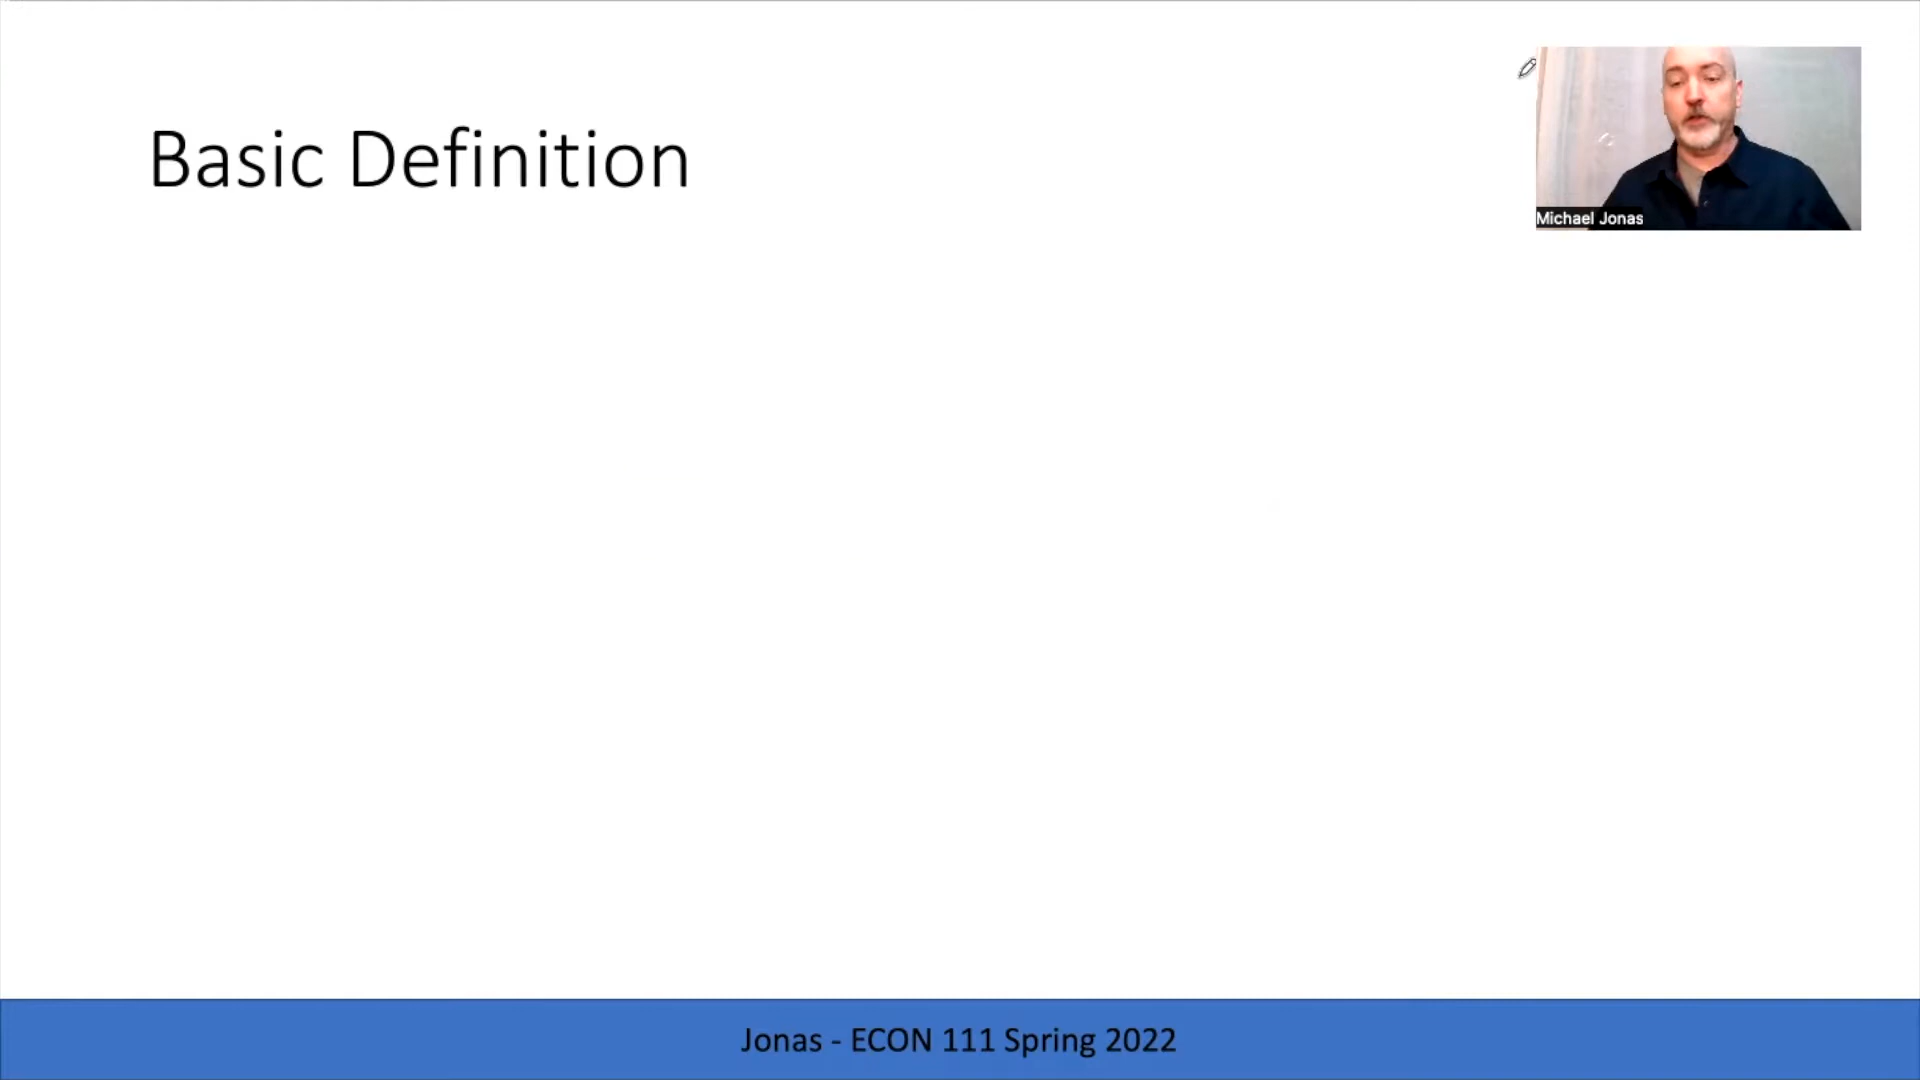 Basic Definition
Michael Jonas
Jonas - ECON 111 Spring 2022